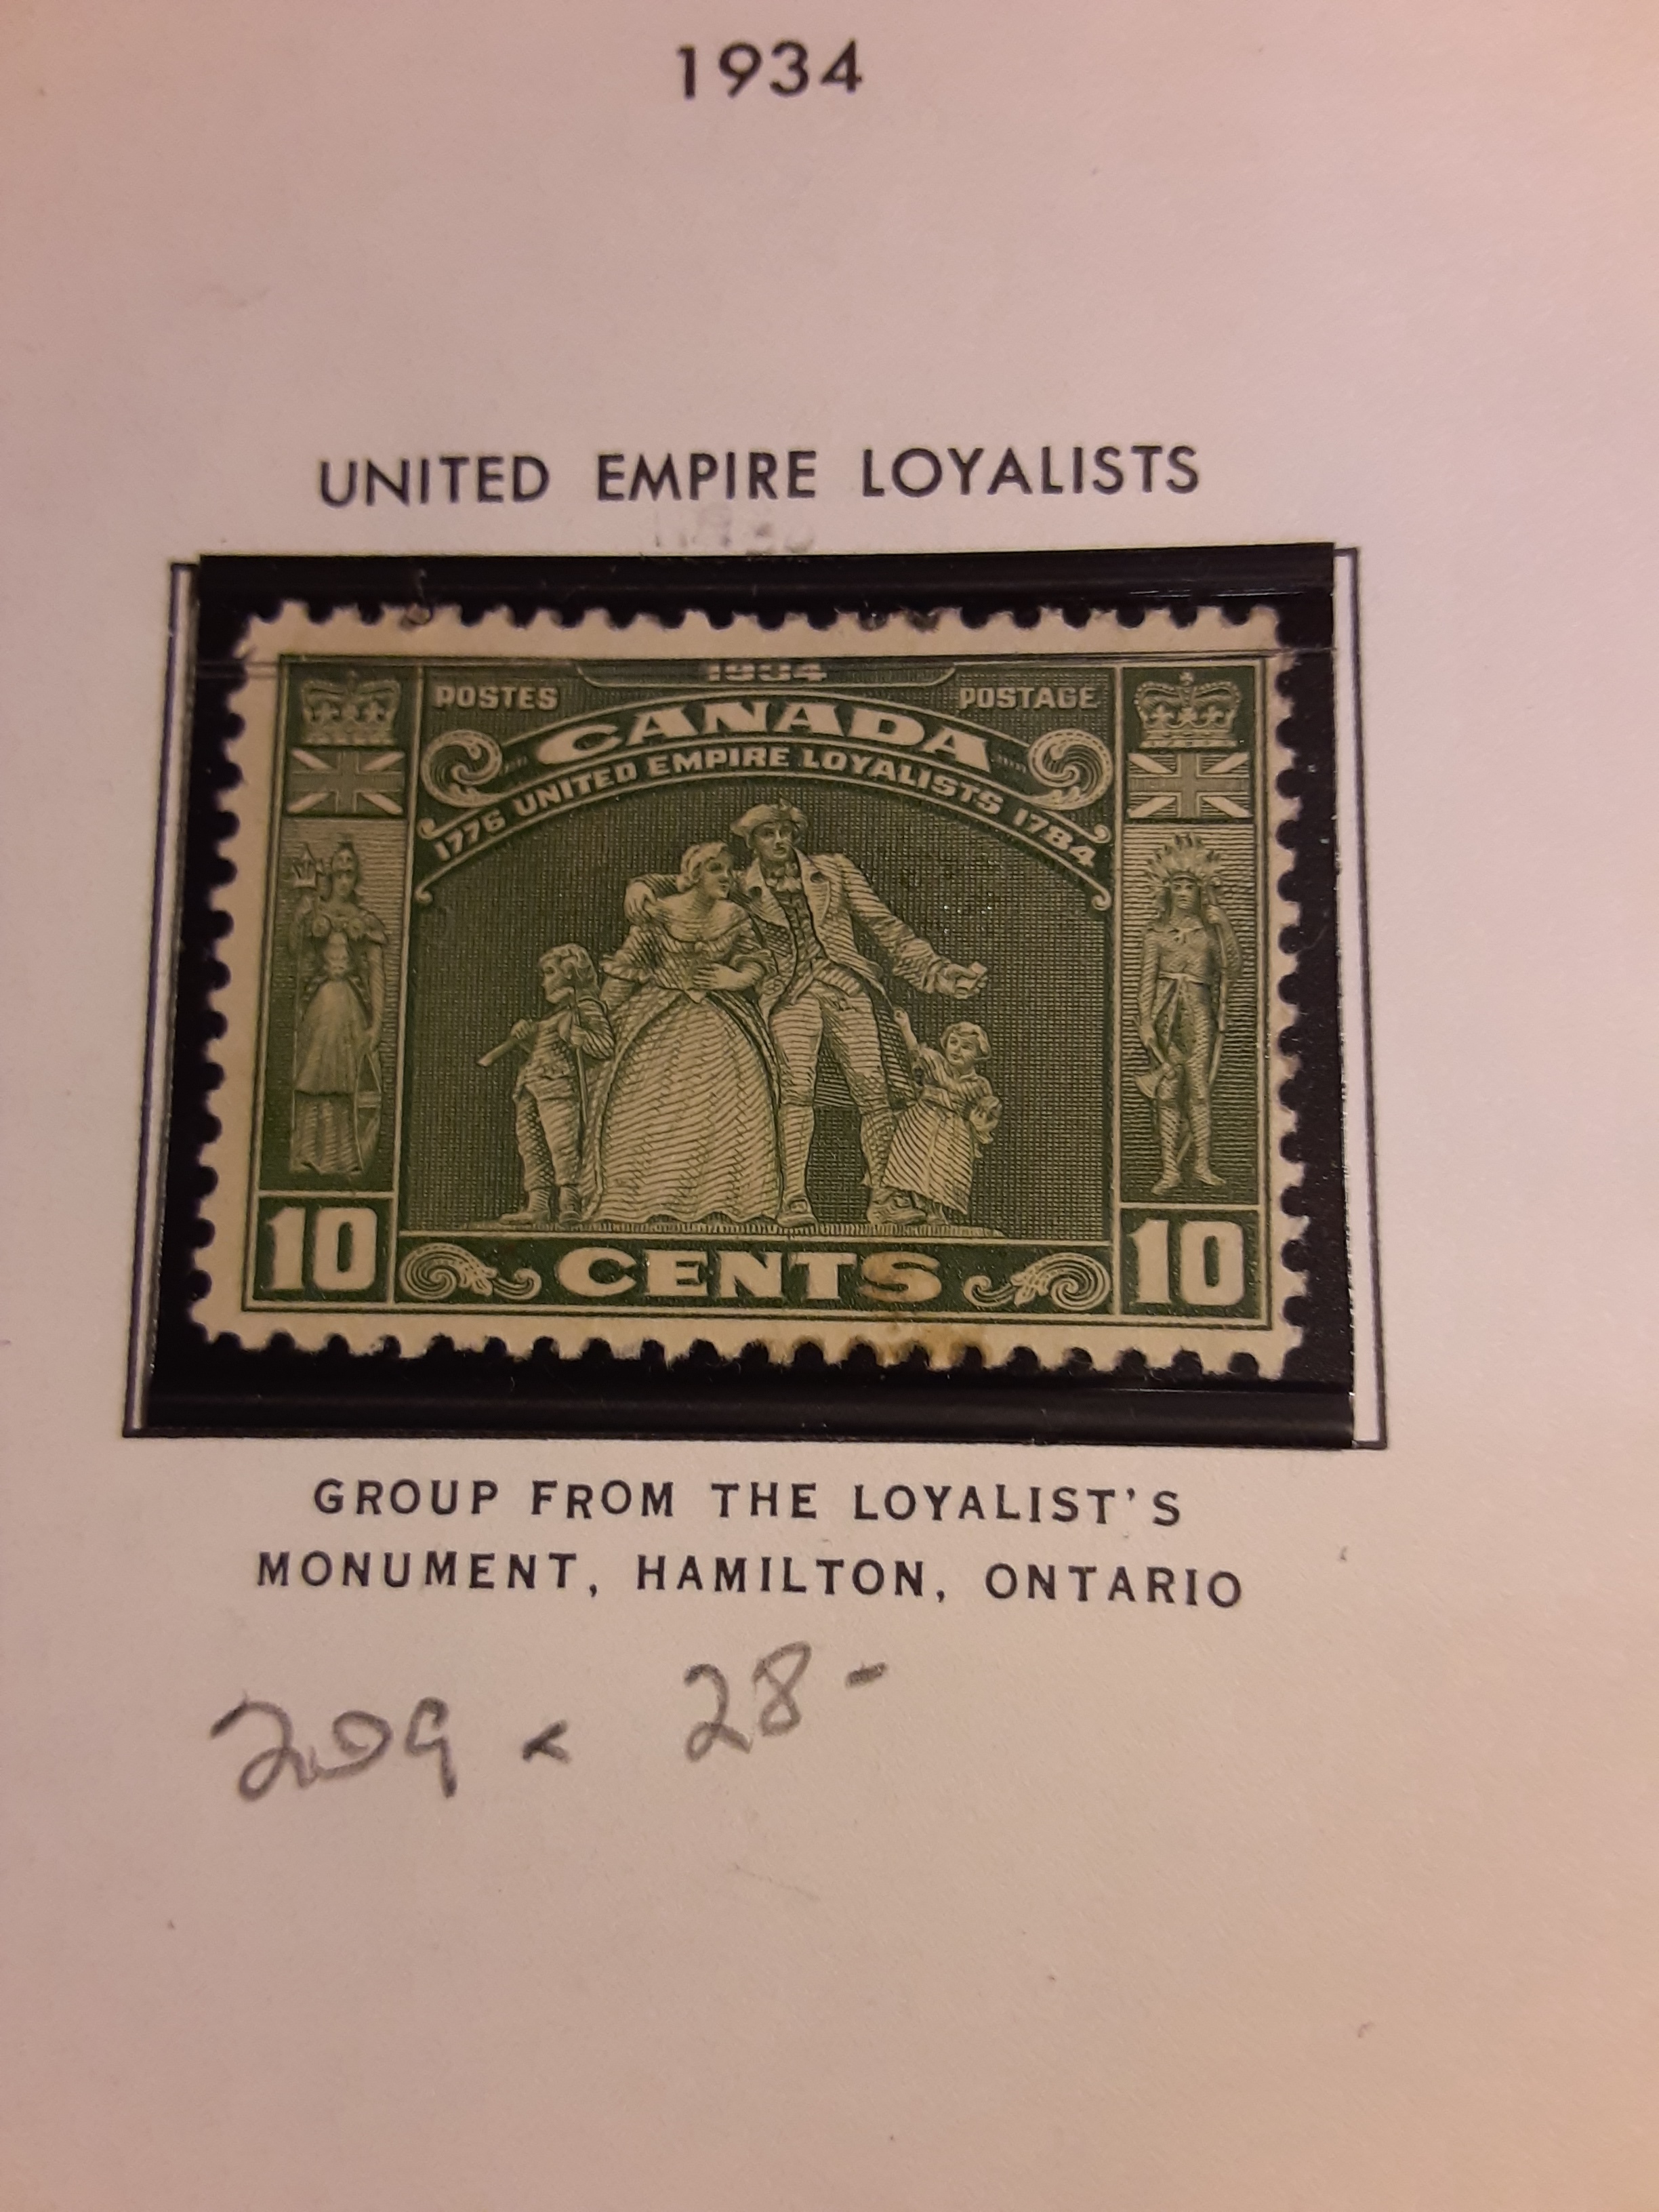 1934
UNITED EMPIRE LOYALISTS
1934
POSTES POSTAGE
CANADA
1776 UNITED EMPIRE LOYALISTS 1784
10 CENTS 10
GROUP FROM THE LOYALIST'S
MONUMENT, HAMILTON, ONTARIO
209 < 28-